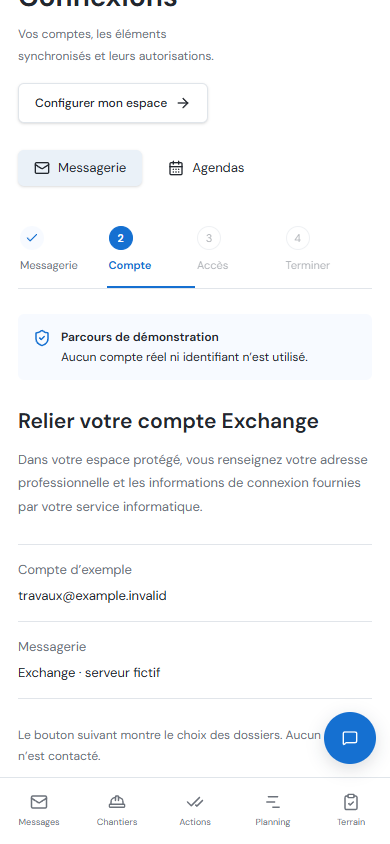 Connexions
Vos comptes, les éléments
synchronisés et leurs autorisations.
Configurer mon espace
Messagerie
Agendas
2
3
4
Messagerie
Compte
Accès
Terminer
Parcours de démonstration
Aucun compte réel ni identifiant n’est utilisé.
Relier votre compte Exchange
Dans votre espace protégé, vous renseignez votre adresse
professionnelle et les informations de connexion fournies
par votre service informatique.
Compte d’exemple
travaux@example.invalid
Messagerie
Exchange · serveur fictif
Le bouton suivant montre le choix des dossiers. Aucun
n’est contacté.
Messages
Chantiers
Actions
Planning
Terrain